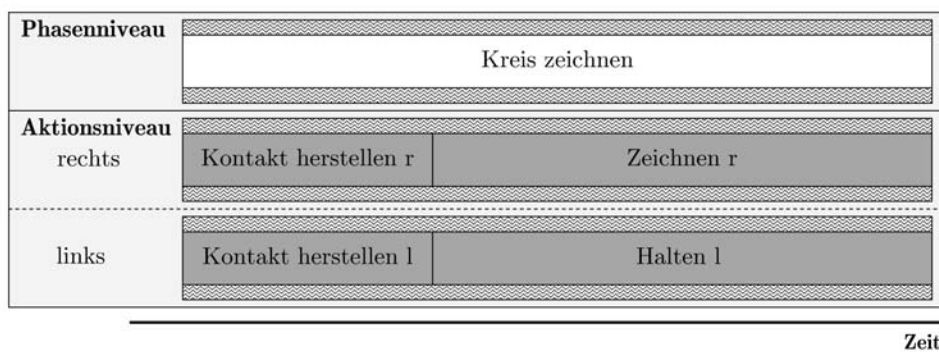 Phasenniveau
Kreis zeichnen
Aktionsniveau
rechts
Kontakt herstellen r
Zeichnen r
links
Kontakt herstellen l
Halten l
Zeit